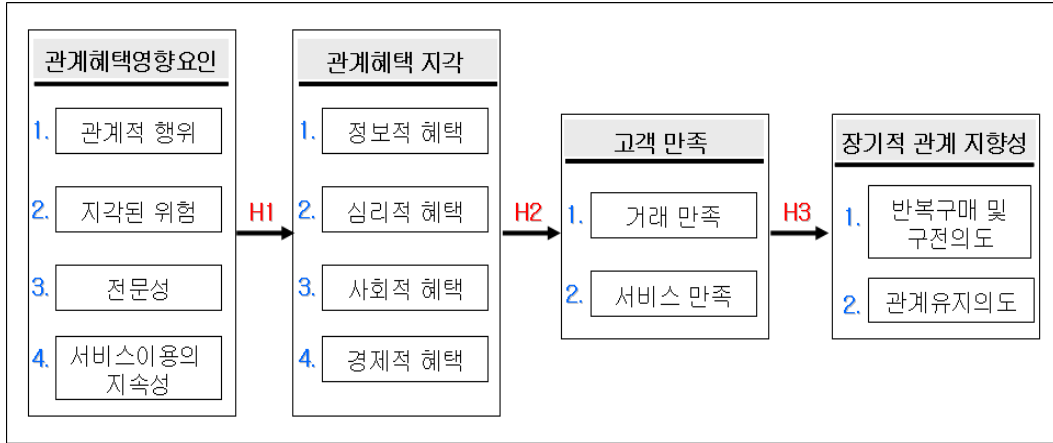 관계혜택영향요인
1. 관계적 행위
2. 지각된 위험
3. 전문성
4. 서비스이용의
지속성
H1
관계혜택 지각
1. 정보적 혜택
2. 심리적 혜택
3. 사회적 혜택
4. 경제적 혜택
H2
고객 만족
1. 거래 만족
2. 서비스 만족
H3
장기적 관계 지향성
1. 반복구매 및
구전의도
2. 관계유지의도